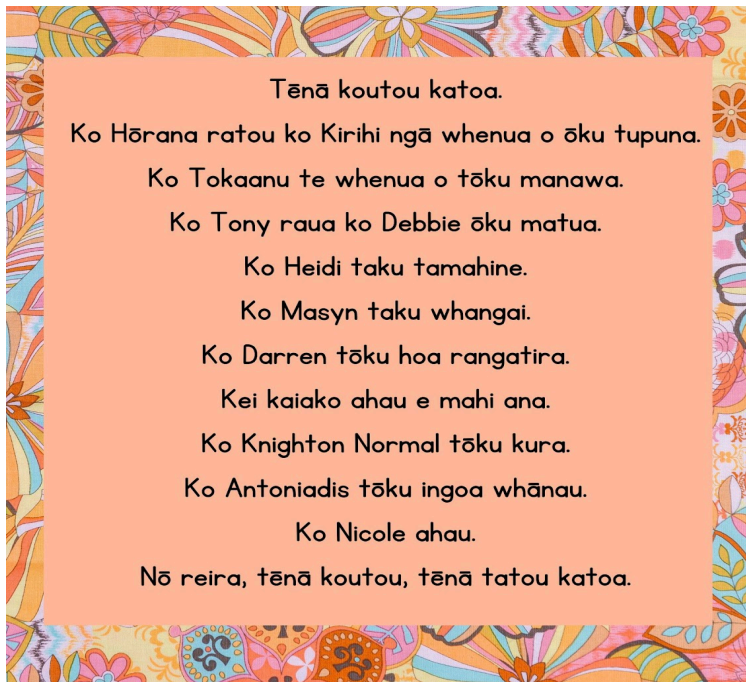 Tēnā koutou katoa.
Ko Hōrana ratou ko Kirihi ngā whenua o ōku tupuna.
Ko Tokaanu te whenua o tōku manawa.
Ko Tony raua ko Debbie ōku matua.
Ko Heidi taku tamahine.
Ko Masyn taku whangai.
Ko Darren tōku hoa rangatira.
Kei kaiako ahau e mahi ana.
Ko Knighton Normal tōku kura.
Ko Antoniadis tōku ingoa whānau.
Ko Nicole ahau.
Nō reira, tēnā koutou, tēnā tatou katoa.